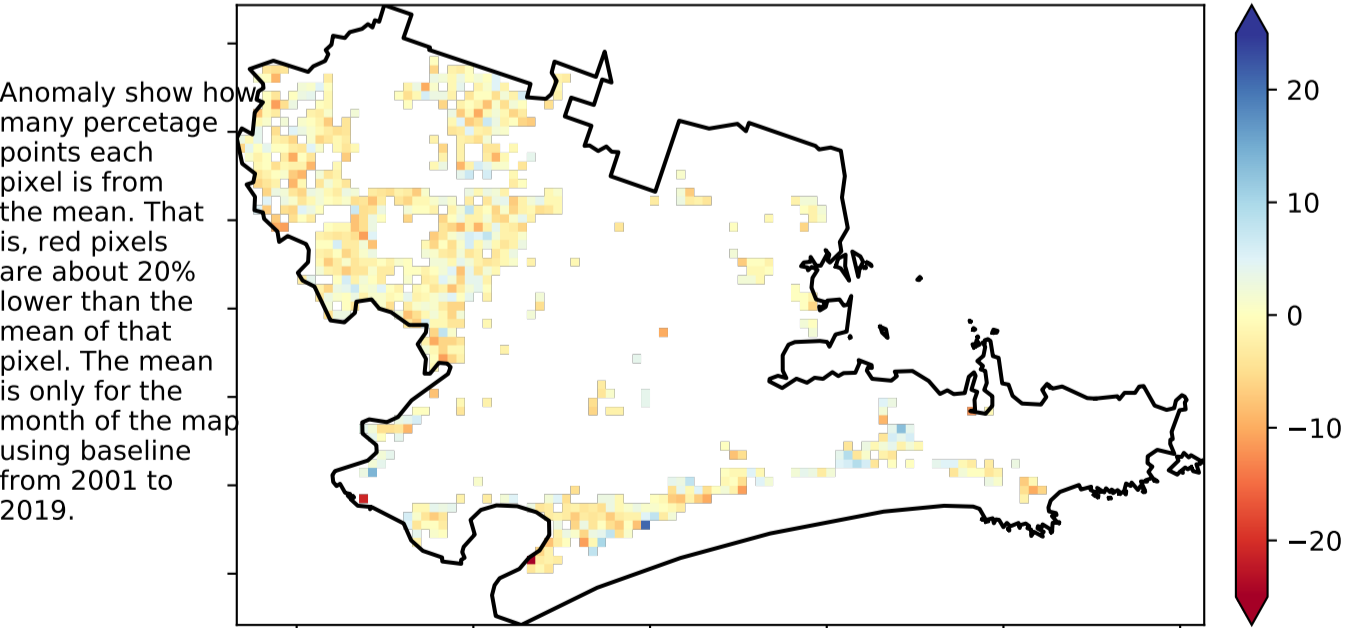 Anomaly show how
many percetage
points each
pixel is from
the mean. That
is, red pixels
are about 20%
lower than the
mean of that
pixel. The mean
is only for the
month of the map
using baseline
from 2001 to
2019.
20
10
0
−10
−20